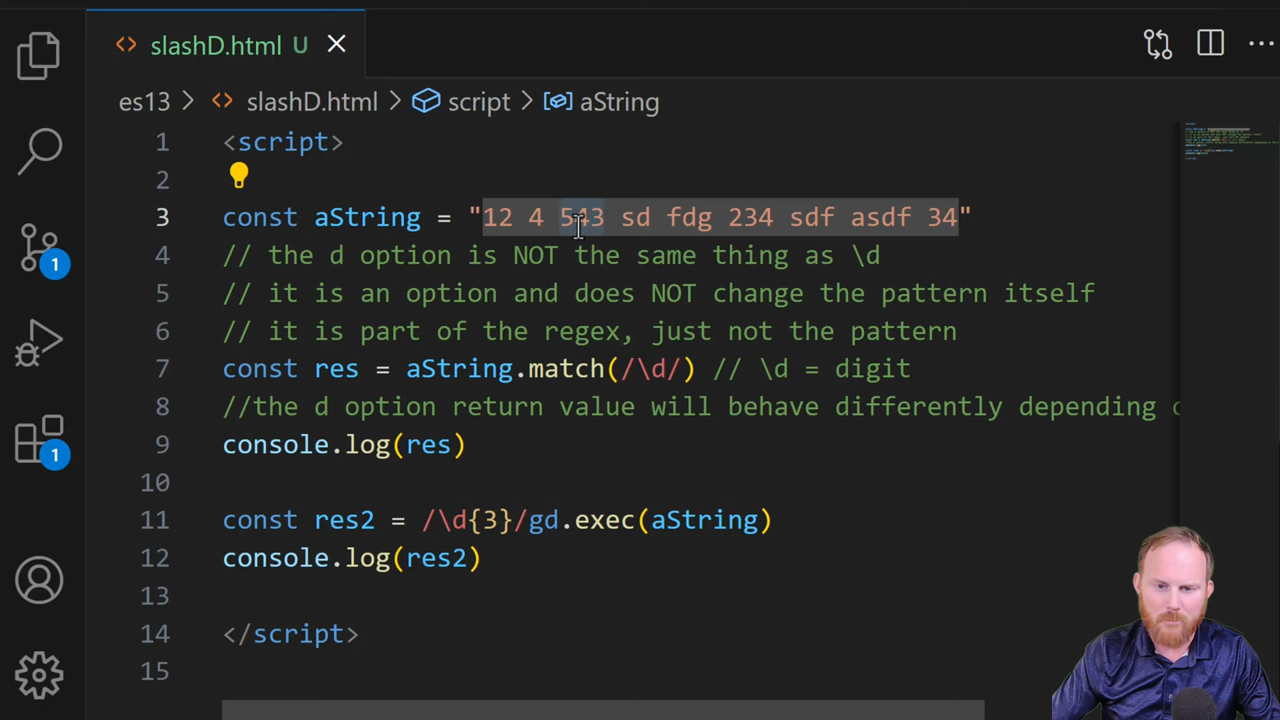 slashD.html U
es13 > slashD.html > script > aString
1 <script>
2
3 const aString = "12 4 543 sd fdg 234 sdf asdf 34"
4 // the d option is NOT the same thing as \d
5 // it is an option and does NOT change the pattern itself
6 // it is part of the regex, just not the pattern
7 const res = aString.match(/\d/) // \d = digit
8 //the d option return value will behave differently depending
9 console.log(res)
10
11 const res2 = /\d{3}/gd.exec(aString)
12 console.log(res2)
13
14 </script>
15
1
1